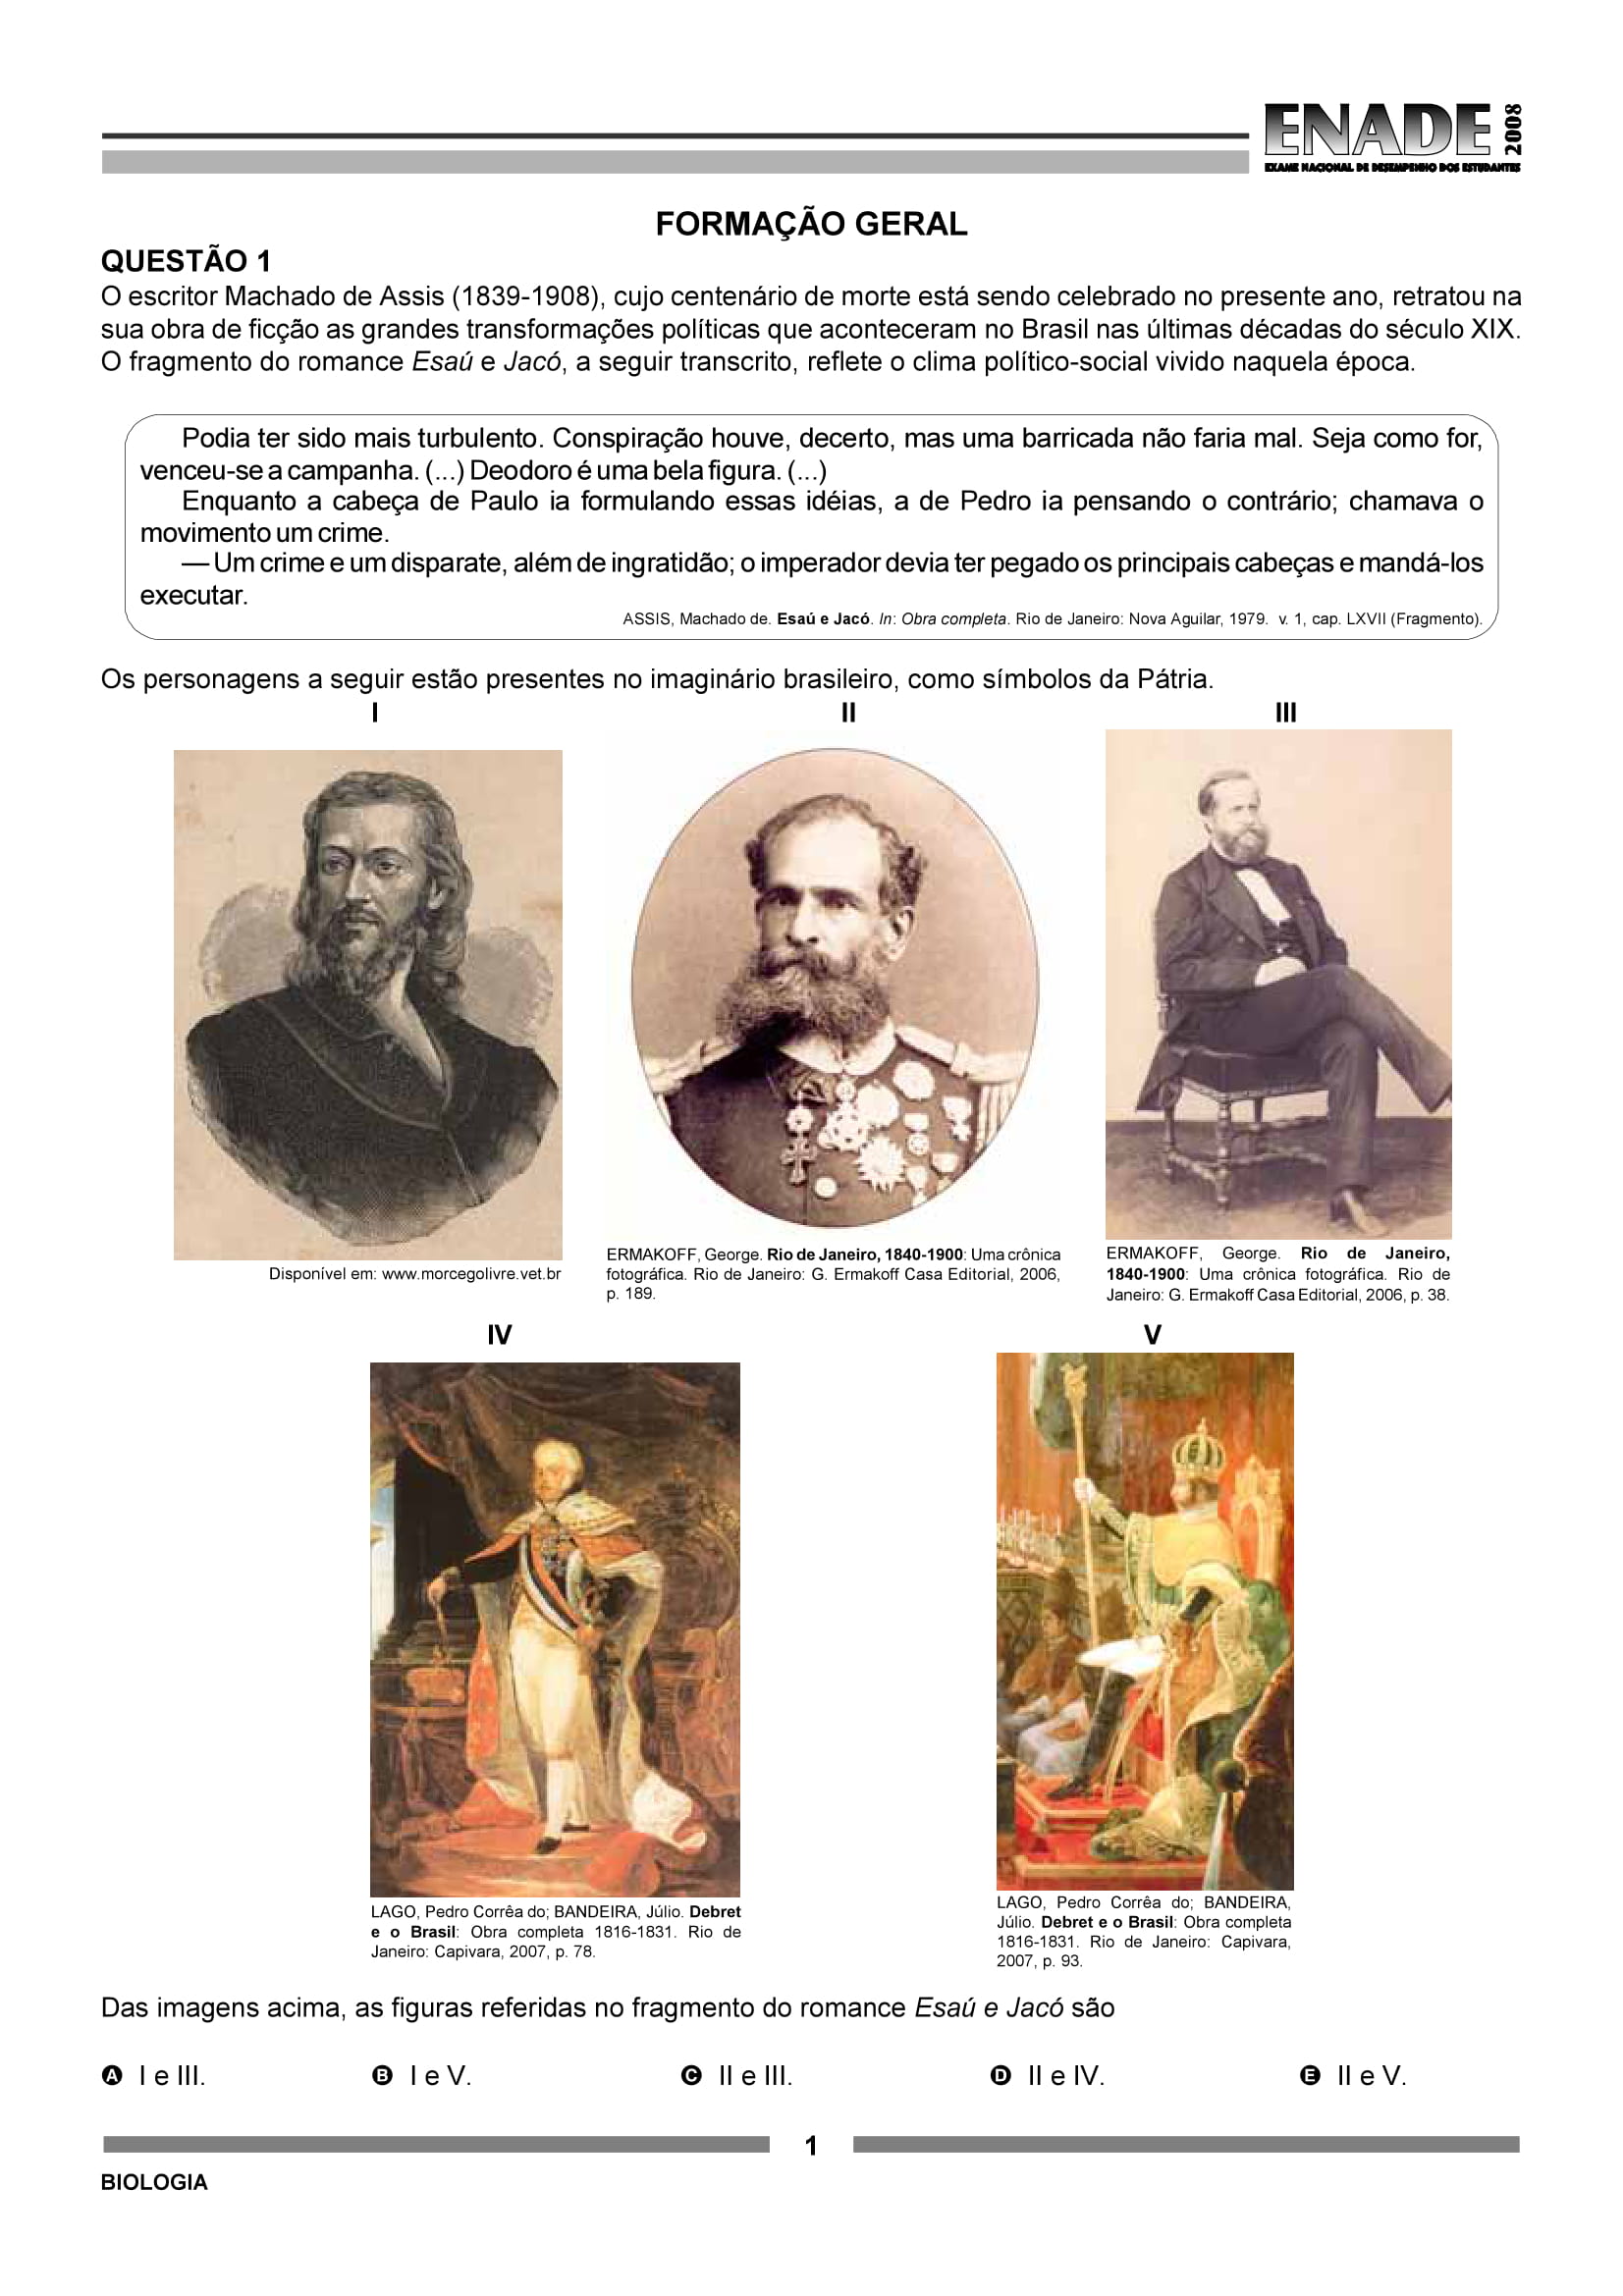 ENADE 2008
EXAME NACIONAL DE DESEMPENHO DOS ESTUDANTES
FORMAÇÃO GERAL
QUESTÃO 1
O escritor Machado de Assis (1839-1908), cujo centenário de morte está sendo celebrado no presente ano, retratou na
sua obra de ficção as grandes transformações políticas que aconteceram no Brasil nas últimas décadas do século XIX.
O fragmento do romance Esaú e Jacó, a seguir transcrito, reflete o clima político-social vivido naquela época.
Podia ter sido mais turbulento. Conspiração houve, decerto, mas uma barricada não faria mal. Seja como for,
venceu-se a campanha. (...) Deodoro é uma bela figura. (...)
Enquanto a cabeça de Paulo ia formulando essas idéias, a de Pedro ia pensando o contrário; chamava o
movimento um crime.
— Um crime e um disparate, além de ingratidão; o imperador devia ter pegado os principais cabeças e mandá-los
executar.
ASSIS, Machado de. Esaú e Jacó. In: Obra completa. Rio de Janeiro: Nova Aguilar, 1979. v. 1, cap. LXVII (Fragmento).
Os personagens a seguir estão presentes no imaginário brasileiro, como símbolos da Pátria.
I
II
III
Disponível em: www.morcegolivre.vet.br
ERMAKOFF, George. Rio de Janeiro, 1840-1900: Uma crônica
fotográfica. Rio de Janeiro: G. Ermakoff Casa Editorial, 2006,
p. 189.
ERMAKOFF, George. Rio de Janeiro,
1840-1900: Uma crônica fotográfica. Rio de
Janeiro: G. Ermakoff Casa Editorial, 2006, p. 38.
IV
V
LAGO, Pedro Corrêa do; BANDEIRA, Júlio. Debret
e o Brasil: Obra completa 1816-1831. Rio de
Janeiro: Capivara, 2007, p. 78.
LAGO, Pedro Corrêa do; BANDEIRA,
Júlio. Debret e o Brasil: Obra completa
1816-1831. Rio de Janeiro: Capivara,
2007, p. 93.
Das imagens acima, as figuras referidas no fragmento do romance Esaú e Jacó são
A I e III.
B I e V.
C II e III.
D II e IV.
E II e V.
1
BIOLOGIA